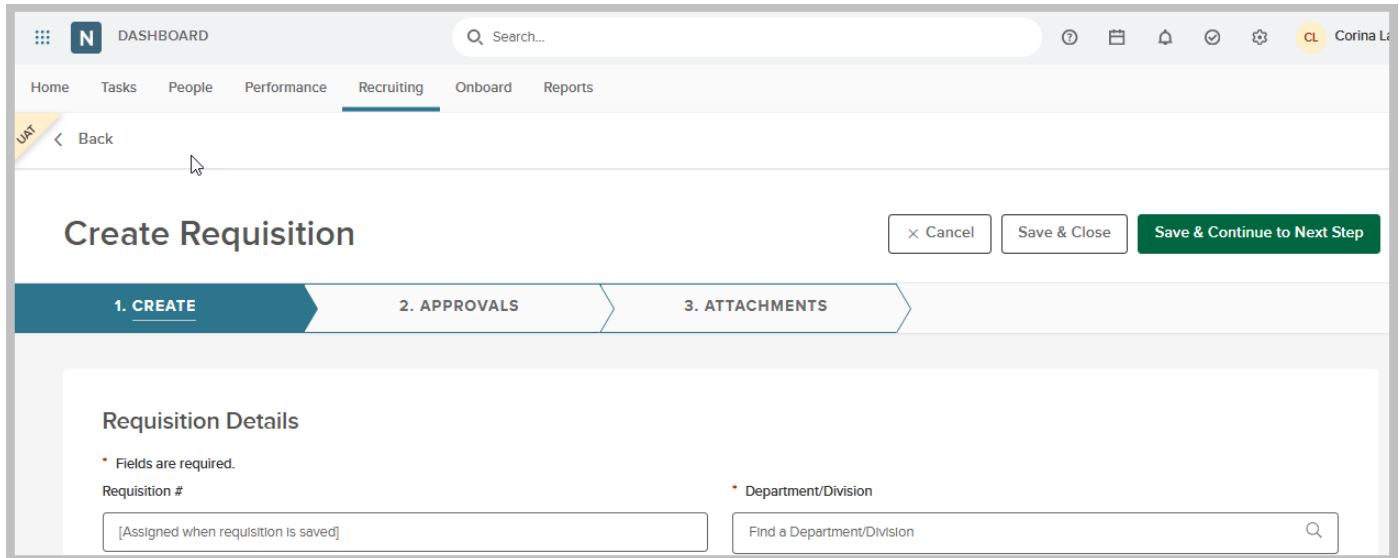 N DASHBOARD Search... CL Corina La
Home Tasks People Performance Recruiting Onboard Reports
UAT Back
Create Requisition × Cancel Save & Close Save & Continue to Next Step
1. CREATE 2. APPROVALS 3. ATTACHMENTS
Requisition Details
* Fields are required.
Requisition # * Department/Division
[Assigned when requisition is saved] Find a Department/Division